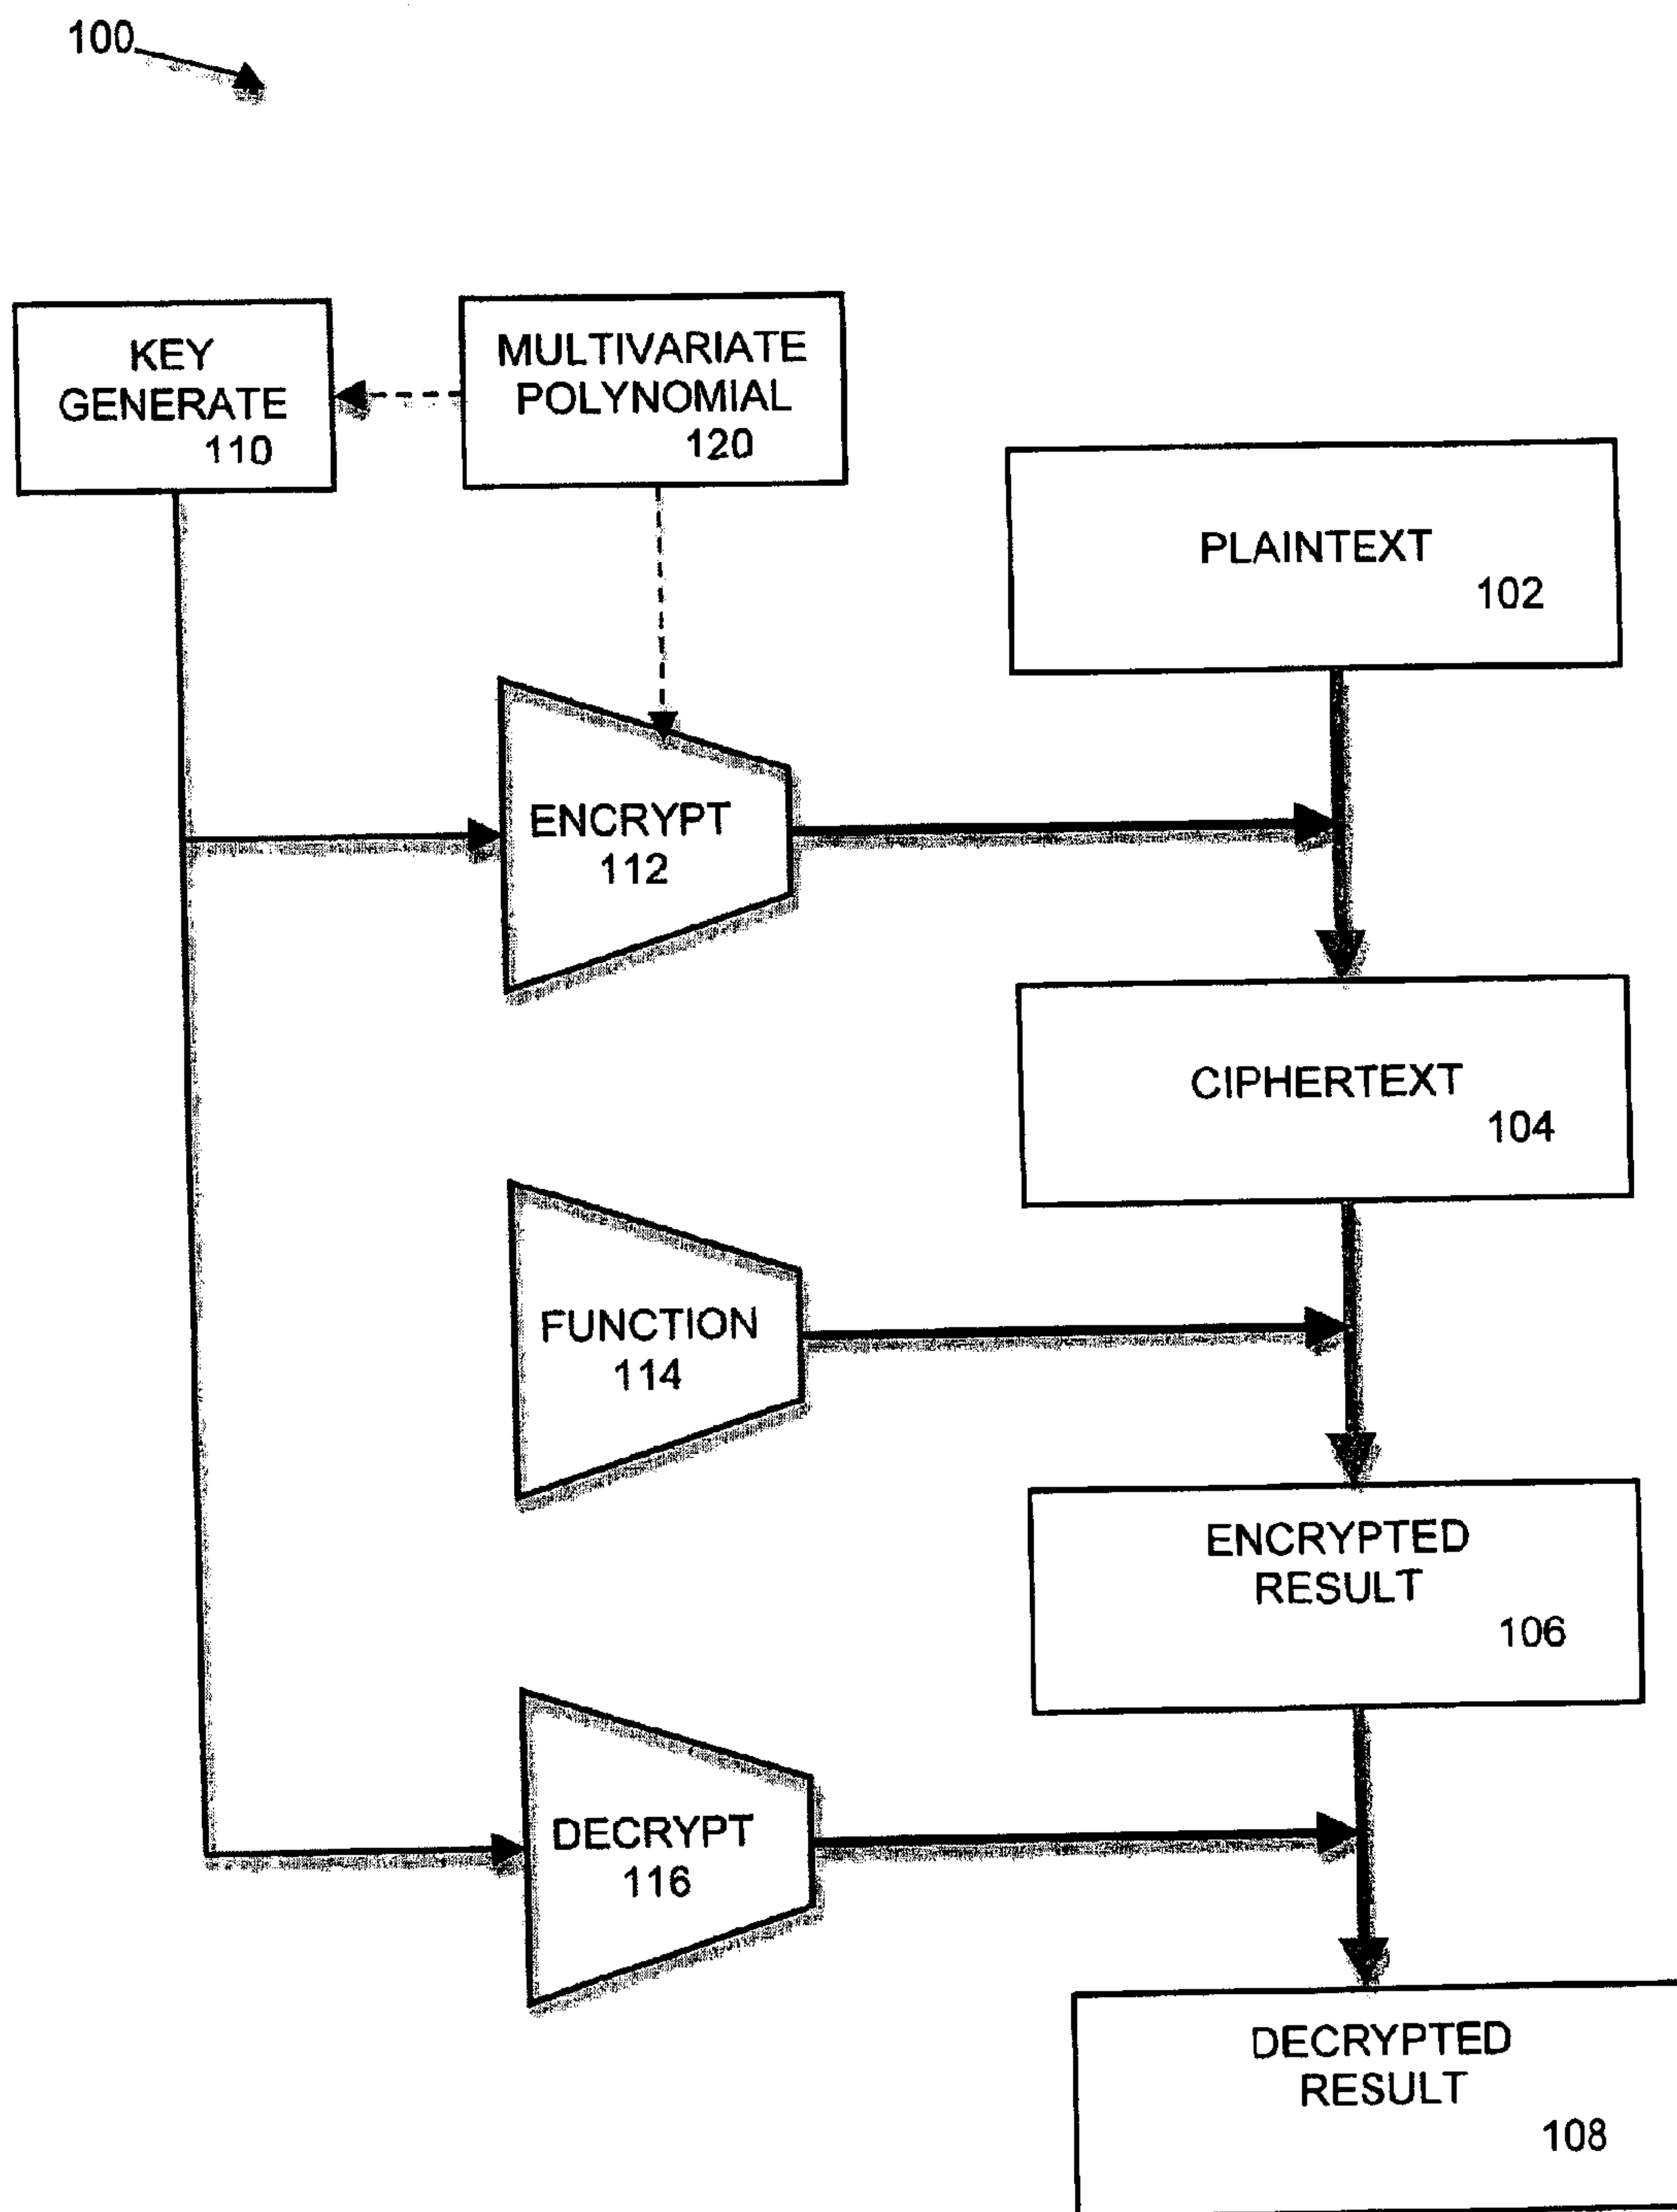 100
KEY
GENERATE
110
MULTIVARIATE
POLYNOMIAL
120
PLAINTEXT
102
ENCRYPT
112
CIPHERTEXT
104
FUNCTION
114
ENCRYPTED
RESULT
106
DECRYPT
116
DECRYPTED
RESULT
108